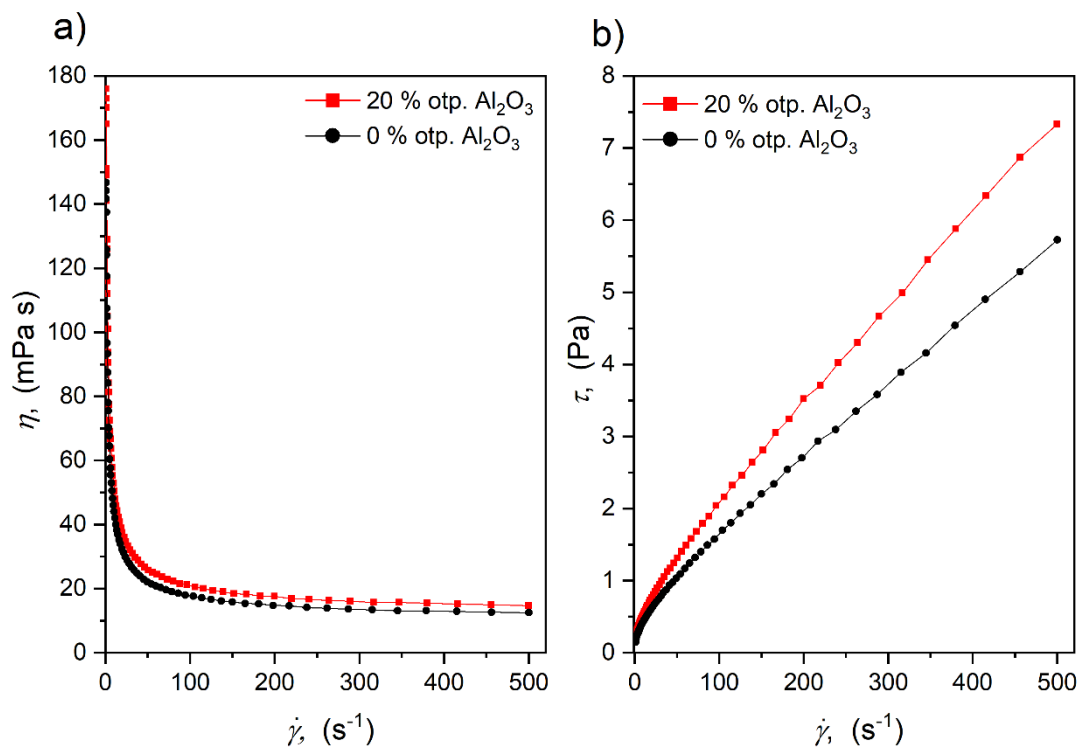 a)
180
160
140
120
100
80
60
40
20
0
η, (mPa s)
20 % otp. Al₂O₃
0 % otp. Al₂O₃
0 100 200 300 400 500
γ̇, (s⁻¹)
b)
8
7
6
5
4
3
2
1
0
τ, (Pa)
20 % otp. Al₂O₃
0 % otp. Al₂O₃
0 100 200 300 400 500
γ̇, (s⁻¹)